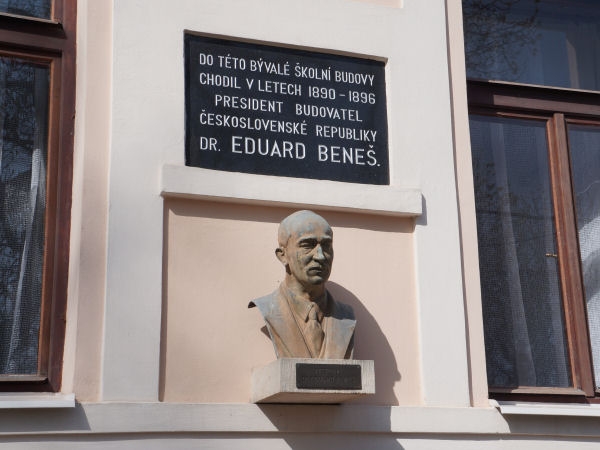 DO TÉTO BÝVALÉ ŠKOLNÍ BUDOVY
CHODIL V LETECH 1890-1896
PRESIDENT BUDOVATEL
ČESKOSLOVENSKÉ REPUBLIKY
DR. EDUARD BENEŠ.